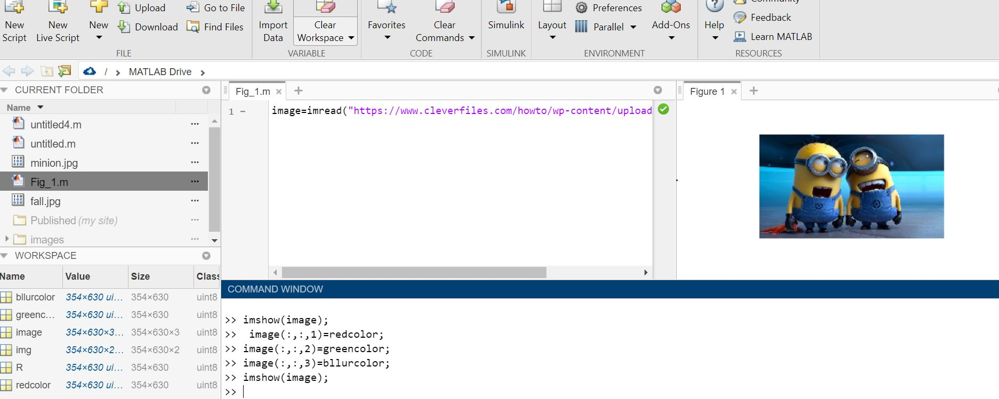 New Script
New Live Script
New
Upload
Download
Go to File
Find Files
FILE
Import Data
Clear Workspace
VARIABLE
Favorites
Clear Commands
CODE
Simulink
SIMULINK
Layout
Preferences
Parallel
Add-Ons
ENVIRONMENT
Help
Community
Feedback
Learn MATLAB
RESOURCES
/ > MATLAB Drive >
CURRENT FOLDER
Name
untitled4.m ...
untitled.m ...
minion.jpg ...
Fig_1.m ...
fall.jpg ...
Published (my site) ...
images ...
WORKSPACE
Name Value Size Class
bllurcolor 354×630 ui... 354×630 uint8
greenc... 354×630 ui... 354×630 uint8
image 354×630×3... 354×630×3 uint8
img 354×630×2... 354×630×2 uint8
R 354×630 ui... 354×630 uint8
redcolor 354×630 ui... 354×630 uint8
Fig_1.m × +
1 – image=imread("https://www.cleverfiles.com/howto/wp-content/upload
Figure 1 × +
COMMAND WINDOW
>> imshow(image);
>>  image(:,:,1)=redcolor;
>> image(:,:,2)=greencolor;
>> image(:,:,3)=bllurcolor;
>> imshow(image);
>>